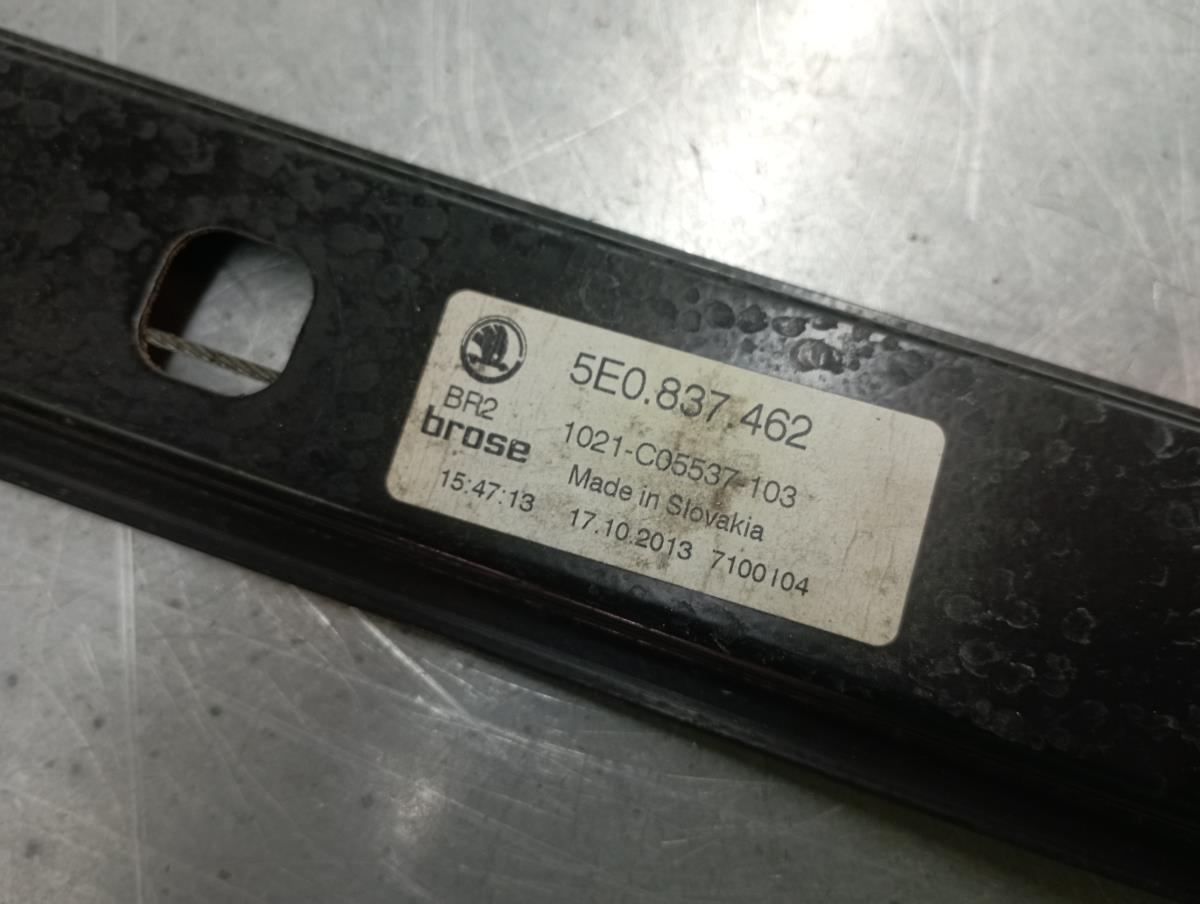 5E0.837 462
BR2
brose
1021-C05537-103
Made in Slovakia
15:47:13 17.10.2013 7100104